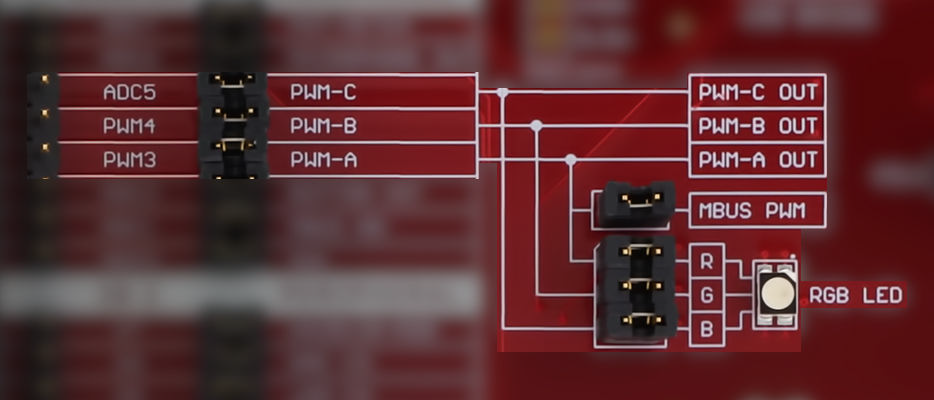 ADC5 PWM-C PWM-C OUT
PWM4 PWM-B PWM-B OUT
PWM3 PWM-A PWM-A OUT
MBUS PWM
R
G RGB LED
B